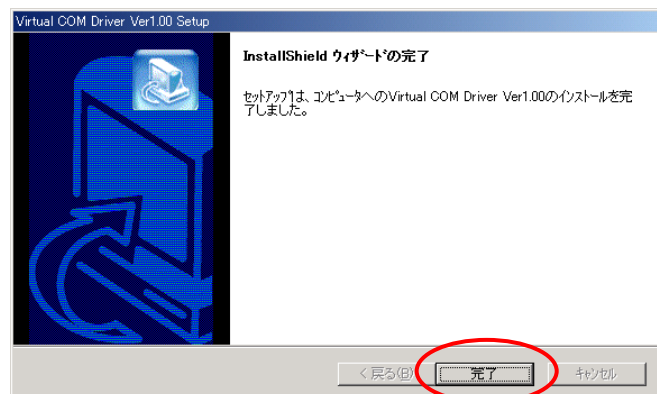 Virtual COM Driver Ver1.00 Setup
InstallShield ｳｨｻﾞｰﾄﾞの完了
ｾｯﾄｱｯﾌﾟは、ｺﾝﾋﾟｭｰﾀへのVirtual COM Driver Ver1.00のｲﾝｽﾄｰﾙを完
了しました。
< 戻る(B)
完了
ｷｬﾝｾﾙ